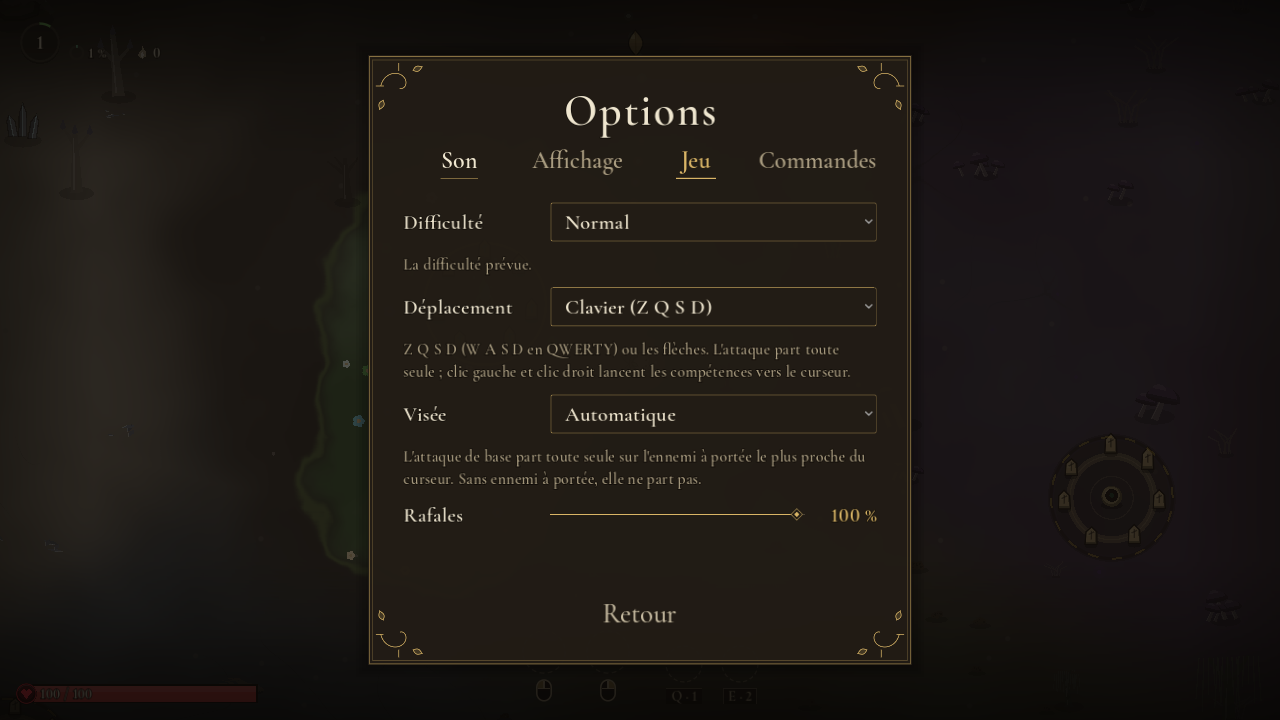 1
1
0
Options
Son Affichage Jeu Commandes
Difficulté Normal
La difficulté prévue.
Déplacement Clavier (Z Q S D)
Z Q S D (W A S D en QWERTY) ou les flèches. L'attaque part toute
seule ; clic gauche et clic droit lancent les compétences vers le curseur.
Visée Automatique
L'attaque de base part toute seule sur l'ennemi à portée le plus proche du
curseur. Sans ennemi à portée, elle ne part pas.
Rafales 100 %
Retour
100 / 100
Q · 1 E · 2